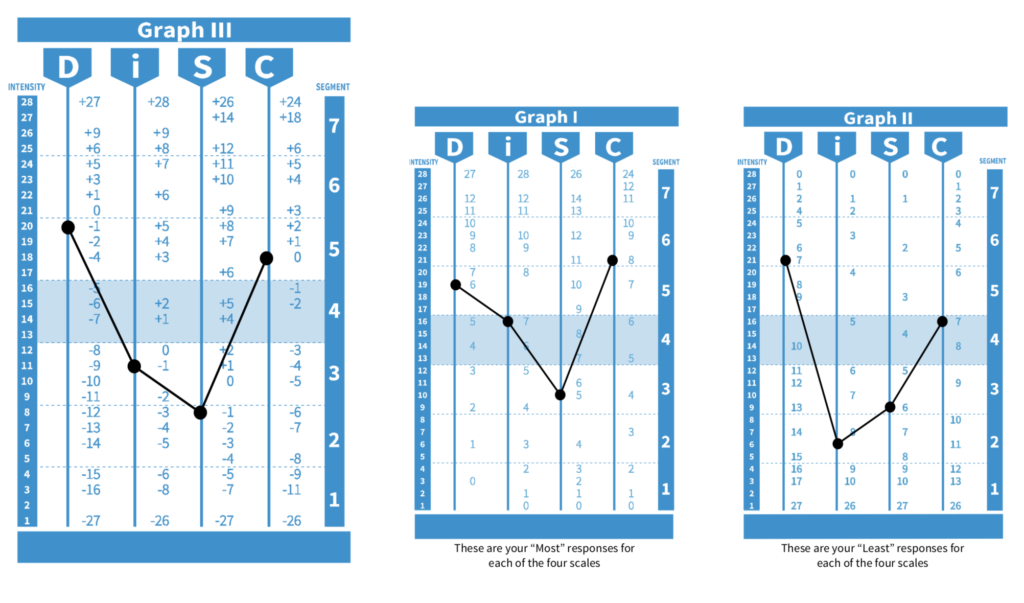 Graph III
D i S C
INTENSITY SEGMENT
28 +27 +28 +26 +24
27 +14 +18
7
26 +9 +9
25 +6 +8 +12 +6
24 +5 +7 +11 +5
23 +3 +10 +4
6
22 +1 +6
21 0 +9 +3
20 -1 +5 +8 +2
19 -2 +4 +7 +1
5
18 -4 +3 0
17 +6
16 -5 -1
15 -6 +2 +5 -2
4
14 -7 +1 +4
13
12 -8 0 +2 -3
11 -9 -1 +1 -4
3
10 -10 0 -5
9 -11 -2
8 -12 -3 -1 -6
7 -13 -4 -2 -7
2
6 -14 -5 -3
5 -4 -8
4 -15 -6 -5 -9
3 -16 -8 -7 -11
1
2
1 -27 -26 -27 -26
Graph I
D i S C
INTENSITY SEGMENT
28 27 28 26 24
27 12
7
26 12 12 14 11
25 11 11 13
24 10 10
23 9 10 12 9
6
22 8 9
21 11 8
20 7 8
19 6 10 7
5
18
17 9
16 5 7 6
15 8
4
14 4
13 7 5
12 3 5
11 6
3
10 5 4
9 2 4
8
7 3
2
6 1 3 4
5
4 2 3 2
3 0 2
1
2 1 1 1
1 0 0 0
These are your “Most” responses for
each of the four scales
Graph II
D i S C
INTENSITY SEGMENT
28 0 0 0 0
27 1 1
7
26 2 1 1 2
25 4 2 3
24 5 4
23 3
6
22 6 2 5
21 7
20 4 6
19 8
5
18 9 3
17
16 5 7
15 4
4
14 10 8
13
12 11 6 5
11 12 9
3
10 7
9 13 6
8 10
7 14 8 7
2
6 11
5 15 8
4 16 9 9 12
3 17 10 10 13
1
2
1 27 26 27 26
These are your “Least” responses for
each of the four scales